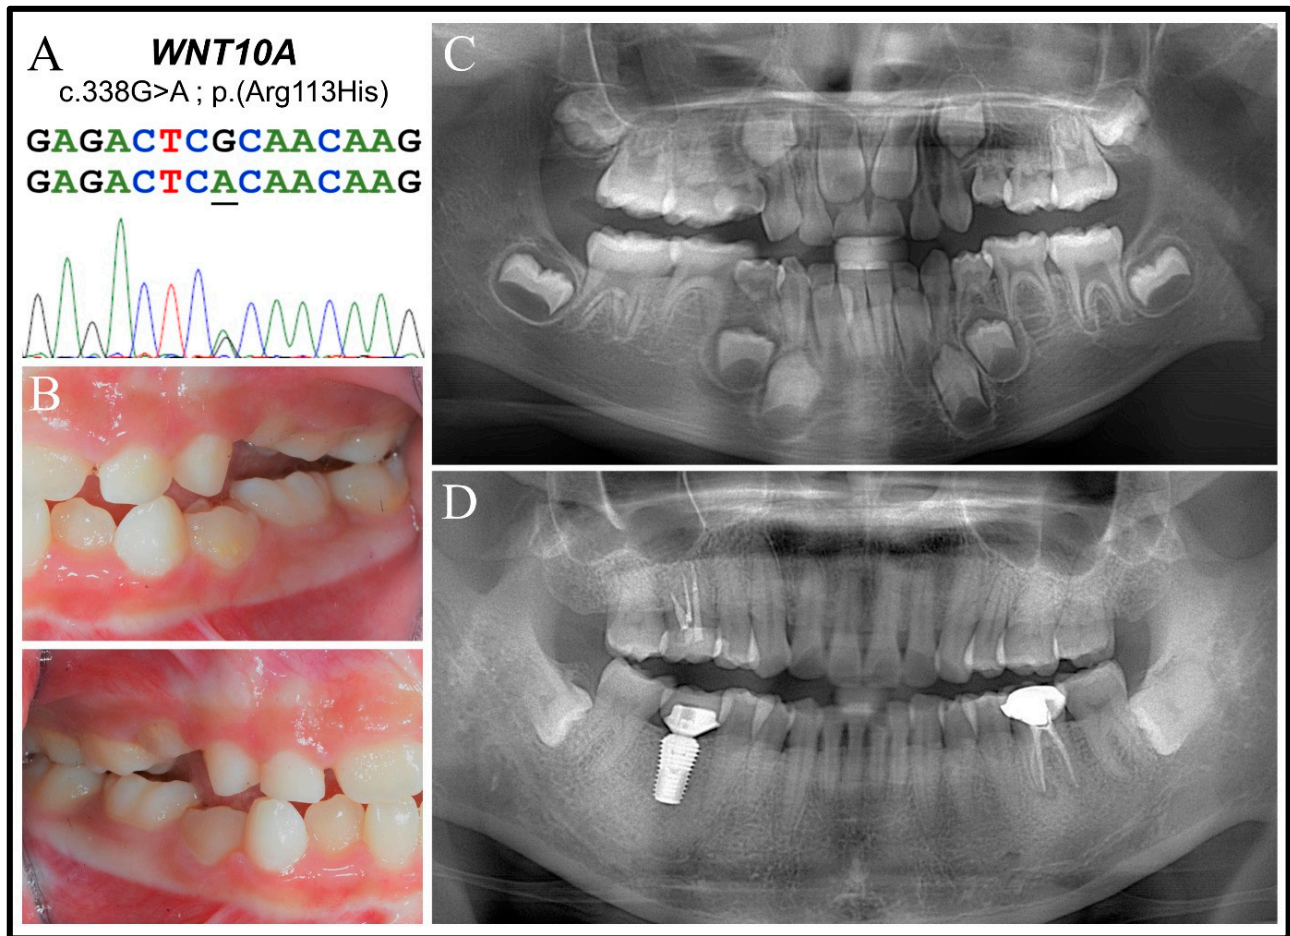 A
WNT10A
c.338G>A ; p.(Arg113His)
GAGACTCGCAACAAG
GAGACTCACAACAAG
B
C
D